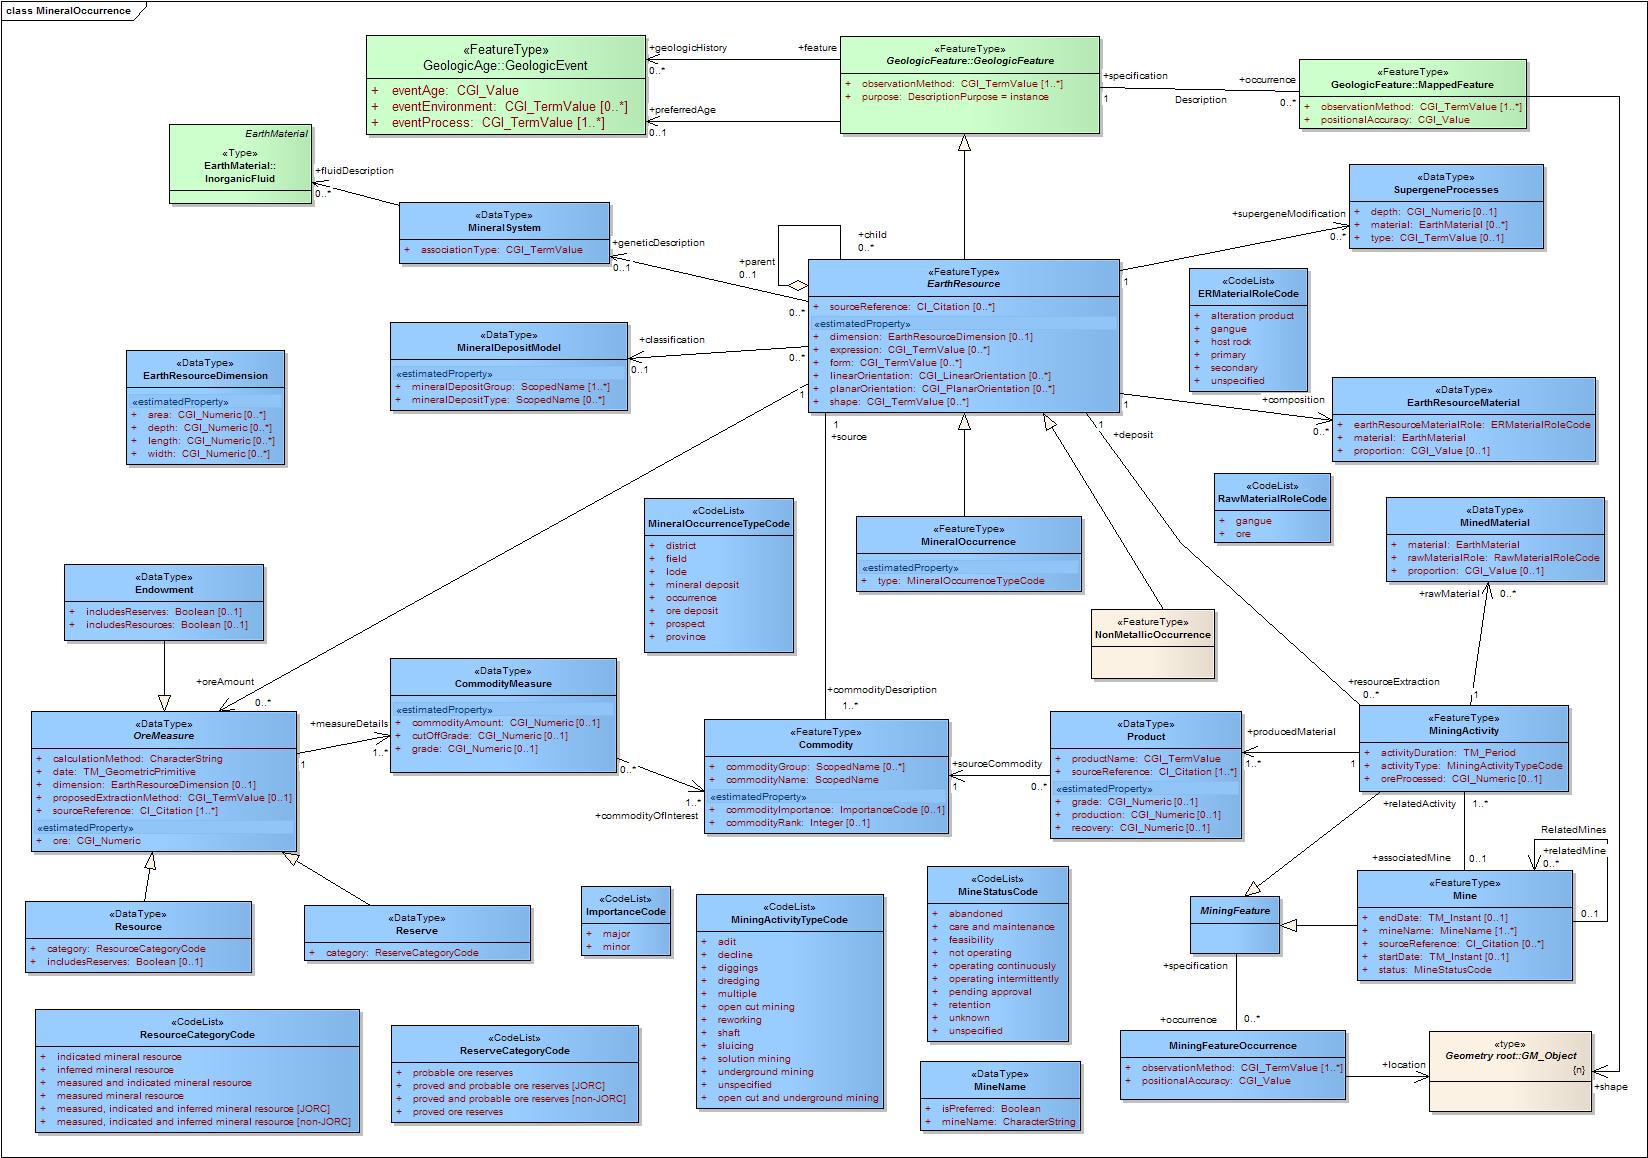 class MineralOccurrence
«FeatureType»
GeologicAge::GeologicEvent
+ eventAge: CGI_Value
+ eventEnvironment: CGI_TermValue [0..*]
+ eventProcess: CGI_TermValue [1..*]
+geologicHistory
0..*
+feature
+preferredAge
0..1
«FeatureType»
GeologicFeature::GeologicFeature
+ observationMethod: CGI_TermValue [1..*]
+ purpose: DescriptionPurpose = instance
+specification
1
Description
+occurrence
0..*
«FeatureType»
GeologicFeature::MappedFeature
+ observationMethod: CGI_TermValue [1..*]
+ positionalAccuracy: CGI_Value
EarthMaterial
«Type»
EarthMaterial::
InorganicFluid
+fluidDescription
0..*
«DataType»
MineralSystem
+ associationType: CGI_TermValue
+geneticDescription
0..1
+child
0..*
+parent
0..1
0..*
«DataType»
SupergeneProcesses
+ depth: CGI_Numeric [0..1]
+ material: EarthMaterial [0..*]
+ type: CGI_TermValue [0..1]
+supergeneModification
0..*
1
«FeatureType»
EarthResource
+ sourceReference: CI_Citation [0..*]
«estimatedProperty»
+ dimension: EarthResourceDimension [0..1]
+ expression: CGI_TermValue [0..*]
+ form: CGI_TermValue [0..*]
+ linearOrientation: CGI_LinearOrientation [0..*]
+ planarOrientation: CGI_PlanarOrientation [0..*]
+ shape: CGI_TermValue [0..*]
«CodeList»
ERMaterialRoleCode
+ alteration product
+ gangue
+ host rock
+ primary
+ secondary
+ unspecified
«DataType»
MineralDepositModel
«estimatedProperty»
+ mineralDepositGroup: ScopedName [1..*]
+ mineralDepositType: ScopedName [0..*]
+classification
0..1
0..*
«DataType»
EarthResourceDimension
«estimatedProperty»
+ area: CGI_Numeric [0..*]
+ depth: CGI_Numeric [0..*]
+ length: CGI_Numeric [0..*]
+ width: CGI_Numeric [0..*]
1
+composition
0..*
«DataType»
EarthResourceMaterial
+ earthResourceMaterialRole: ERMaterialRoleCode
+ material: EarthMaterial
+ proportion: CGI_Value [0..1]
1
1
+source
1
+deposit
«CodeList»
RawMaterialRoleCode
+ gangue
+ ore
«DataType»
MinedMaterial
+ material: EarthMaterial
+ rawMaterialRole: RawMaterialRoleCode
+ proportion: CGI_Value [0..1]
+rawMaterial
0..*
«CodeList»
MineralOccurrenceTypeCode
+ district
+ field
+ lode
+ mineral deposit
+ occurrence
+ ore deposit
+ prospect
+ province
«FeatureType»
MineralOccurrence
«estimatedProperty»
+ type: MineralOccurrenceTypeCode
«FeatureType»
NonMetallicOccurrence
«DataType»
Endowment
+ includesReserves: Boolean [0..1]
+ includesResources: Boolean [0..1]
+oreAmount
0..*
«DataType»
OreMeasure
+ calculationMethod: CharacterString
+ date: TM_GeometricPrimitive
+ dimension: EarthResourceDimension [0..1]
+ proposedExtractionMethod: CGI_TermValue [0..1]
+ sourceReference: CI_Citation [1..*]
«estimatedProperty»
+ ore: CGI_Numeric
+measureDetails
1..*
1
«DataType»
CommodityMeasure
«estimatedProperty»
+ commodityAmount: CGI_Numeric [0..1]
+ cutOffGrade: CGI_Numeric [0..1]
+ grade: CGI_Numeric [0..1]
0..*
1..*
+commodityOfInterest
+commodityDescription
1..*
«FeatureType»
Commodity
+ commodityGroup: ScopedName [0..*]
+ commodityName: ScopedName
«estimatedProperty»
+ commodityImportance: ImportanceCode [0..1]
+ commodityRank: Integer [0..1]
+sourceCommodity
1
0..*
«DataType»
Product
+ productName: CGI_TermValue
+ sourceReference: CI_Citation [1..*]
«estimatedProperty»
+ grade: CGI_Numeric [0..1]
+ production: CGI_Numeric [0..1]
+ recovery: CGI_Numeric [0..1]
+producedMaterial
1..*
1
+resourceExtraction
0..*
1
«FeatureType»
MiningActivity
+ activityDuration: TM_Period
+ activityType: MiningActivityTypeCode
+ oreProcessed: CGI_Numeric [0..1]
+relatedActivity
1..*
+associatedMine
0..1
RelatedMines
+relatedMine
0..*
0..1
«FeatureType»
Mine
+ endDate: TM_Instant [0..1]
+ mineName: MineName [1..*]
+ sourceReference: CI_Citation [0..*]
+ startDate: TM_Instant [0..1]
+ status: MineStatusCode
«DataType»
Resource
+ category: ResourceCategoryCode
+ includesReserves: Boolean [0..1]
«DataType»
Reserve
+ category: ReserveCategoryCode
«CodeList»
ImportanceCode
+ major
+ minor
«CodeList»
MiningActivityTypeCode
+ adit
+ decline
+ diggings
+ dredging
+ multiple
+ open cut mining
+ reworking
+ shaft
+ sluicing
+ solution mining
+ underground mining
+ unspecified
+ open cut and underground mining
«CodeList»
MineStatusCode
+ abandoned
+ care and maintenance
+ feasibility
+ not operating
+ operating continuously
+ operating intermittently
+ pending approval
+ retention
+ unknown
+ unspecified
MiningFeature
+specification
+occurrence
0..*
«CodeList»
ResourceCategoryCode
+ indicated mineral resource
+ inferred mineral resource
+ measured and indicated mineral resource
+ measured mineral resource
+ measured, indicated and inferred mineral resource [JORC]
+ measured, indicated and inferred mineral resource [non-JORC]
«CodeList»
ReserveCategoryCode
+ probable ore reserves
+ proved and probable ore reserves [JORC]
+ proved and probable ore reserves [non-JORC]
+ proved ore reserves
«DataType»
MineName
+ isPreferred: Boolean
+ mineName: CharacterString
MiningFeatureOccurrence
+ observationMethod: CGI_TermValue [1..*]
+ positionalAccuracy: CGI_Value
+location
«type»
Geometry root::GM_Object
{n}
+shape